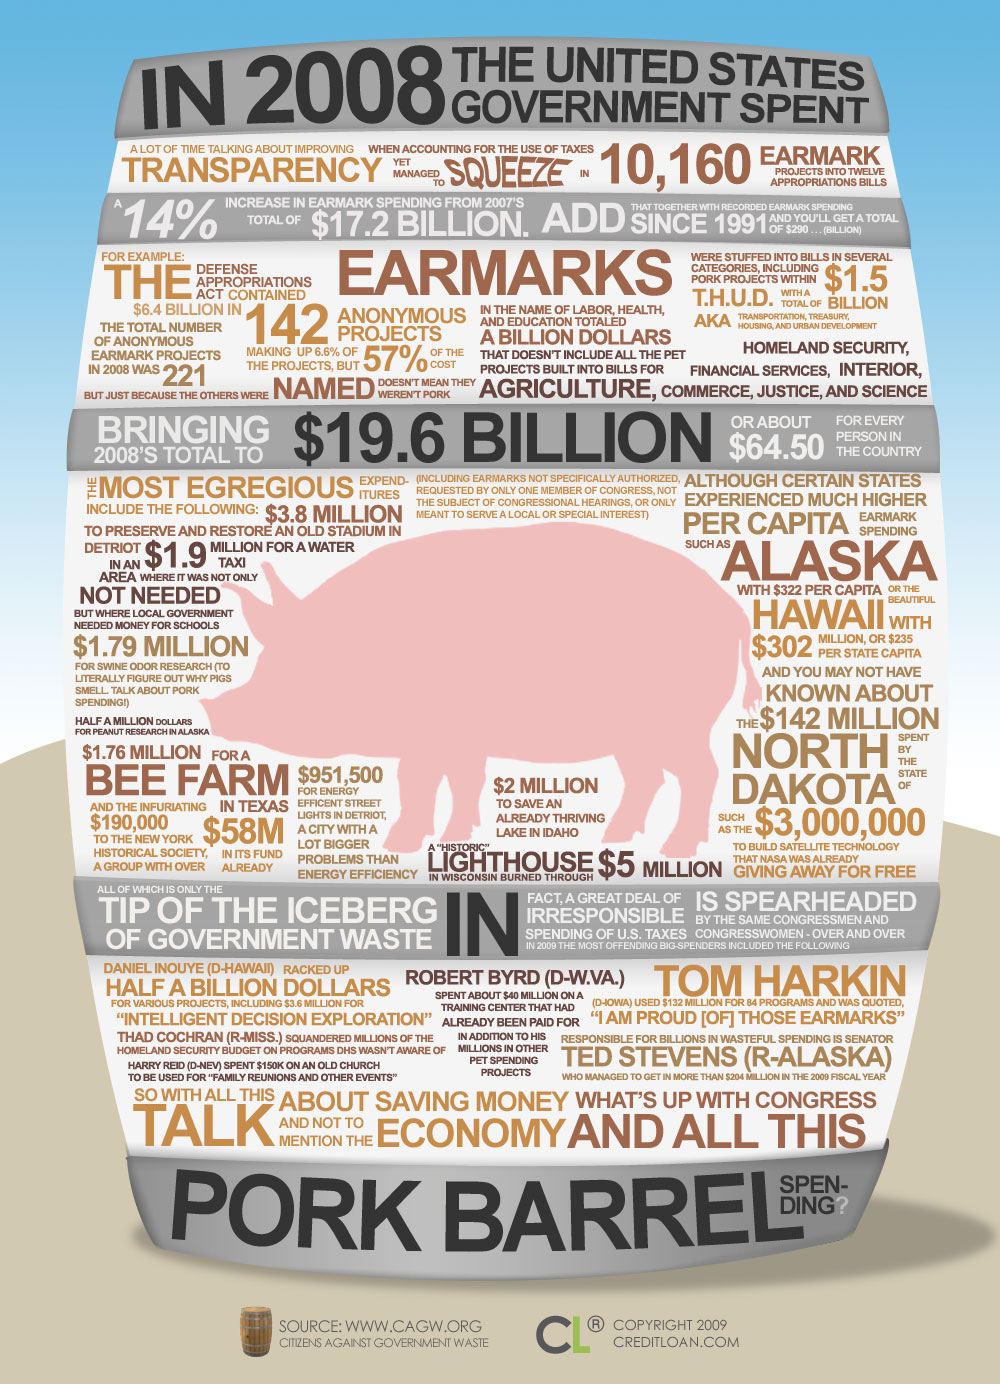 IN 2008 THE UNITED STATES
GOVERNMENT SPENT
A LOT OF TIME TALKING ABOUT IMPROVING
TRANSPARENCY
WHEN ACCOUNTING FOR THE USE OF TAXES
YET
MANAGED
TO
SQUEEZE
IN
10,160
EARMARK
PROJECTS INTO TWELVE
APPROPRIATIONS BILLS
A
14%
INCREASE IN EARMARK SPENDING FROM 2007'S
TOTAL OF $17.2 BILLION.
ADD
THAT TOGETHER WITH RECORDED EARMARK SPENDING
SINCE 1991
AND YOU'LL GET A TOTAL
OF $290 . . . (BILLION)
FOR EXAMPLE:
THE
DEFENSE
APPROPRIATIONS
ACT CONTAINED
$6.4 BILLION IN
142
ANONYMOUS
PROJECTS
MAKING UP 6.6% OF
THE PROJECTS, BUT
57%
OF THE
COST
THE TOTAL NUMBER
OF ANONYMOUS
EARMARK PROJECTS
IN 2008 WAS 221
BUT JUST BECAUSE THE OTHERS WERE
NAMED
DOESN'T MEAN THEY
WEREN'T PORK
EARMARKS
IN THE NAME OF LABOR, HEALTH,
AND EDUCATION TOTALED
A BILLION DOLLARS
THAT DOESN'T INCLUDE ALL THE PET
PROJECTS BUILT INTO BILLS FOR
AGRICULTURE,
WERE STUFFED INTO BILLS IN SEVERAL
CATEGORIES, INCLUDING
PORK PROJECTS WITHIN
T.H.U.D.
WITH A
TOTAL OF
$1.5
BILLION
AKA
TRANSPORTATION, TREASURY,
HOUSING, AND URBAN DEVELOPMENT
HOMELAND SECURITY,
FINANCIAL SERVICES, INTERIOR,
COMMERCE, JUSTICE, AND SCIENCE
BRINGING
2008'S TOTAL TO
$19.6 BILLION
OR ABOUT
$64.50
FOR EVERY
PERSON IN
THE COUNTRY
THE
MOST EGREGIOUS
EXPEND-
ITURES
INCLUDE THE FOLLOWING:
(INCLUDING EARMARKS NOT SPECIFICALLY AUTHORIZED,
REQUESTED BY ONLY ONE MEMBER OF CONGRESS, NOT
THE SUBJECT OF CONGRESSIONAL HEARINGS, OR ONLY
MEANT TO SERVE A LOCAL OR SPECIAL INTEREST)
$3.8 MILLION
TO PRESERVE AND RESTORE AN OLD STADIUM IN
DETRIOT
IN AN
$1.9
MILLION FOR A WATER
TAXI
AREA WHERE IT WAS NOT ONLY
NOT NEEDED
BUT WHERE LOCAL GOVERNMENT
NEEDED MONEY FOR SCHOOLS
$1.79 MILLION
FOR SWINE ODOR RESEARCH (TO
LITERALLY FIGURE OUT WHY PIGS
SMELL. TALK ABOUT PORK
SPENDING!)
HALF A MILLION DOLLARS
FOR PEANUT RESEARCH IN ALASKA
$1.76 MILLION FOR A
BEE FARM
IN TEXAS
AND THE INFURIATING
$190,000
TO THE NEW YORK
HISTORICAL SOCIETY,
A GROUP WITH OVER
$58M
IN ITS FUND
ALREADY
$951,500
FOR ENERGY
EFFICENT STREET
LIGHTS IN DETRIOT,
A CITY WITH A
LOT BIGGER
PROBLEMS THAN
ENERGY EFFICIENCY
$2 MILLION
TO SAVE AN
ALREADY THRIVING
LAKE IN IDAHO
A "HISTORIC"
LIGHTHOUSE
IN WISCONSIN BURNED THROUGH
$5 MILLION
ALTHOUGH CERTAIN STATES
EXPERIENCED MUCH HIGHER
PER CAPITA
EARMARK
SPENDING
SUCH AS
ALASKA
WITH $322 PER CAPITA
OR THE
BEAUTIFUL
HAWAII WITH
$302
MILLION, OR $235
PER STATE CAPITA
AND YOU MAY NOT HAVE
KNOWN ABOUT
THE $142 MILLION
NORTH
DAKOTA
SPENT
BY
THE
STATE
OF
SUCH
AS THE
$3,000,000
TO BUILD SATELLITE TECHNOLOGY
THAT NASA WAS ALREADY
GIVING AWAY FOR FREE
ALL OF WHICH IS ONLY THE
TIP OF THE ICEBERG
OF GOVERNMENT WASTE
IN
FACT, A GREAT DEAL OF
IRRESPONSIBLE
SPENDING OF U.S. TAXES
IS SPEARHEADED
BY THE SAME CONGRESSMEN AND
CONGRESSWOMEN - OVER AND OVER
IN 2009 THE MOST OFFENDING BIG-SPENDERS INCLUDED THE FOLLOWING
DANIEL INOUYE (D-HAWAII) RACKED UP
HALF A BILLION DOLLARS
FOR VARIOUS PROJECTS, INCLUDING $3.6 MILLION FOR
"INTELLIGENT DECISION EXPLORATION"
THAD COCHRAN (R-MISS.) SQUANDERED MILLIONS OF THE
HOMELAND SECURITY BUDGET ON PROGRAMS DHS WASN'T AWARE OF
HARRY REID (D-NEV) SPENT $150K ON AN OLD CHURCH
TO BE USED FOR "FAMILY REUNIONS AND OTHER EVENTS"
ROBERT BYRD (D-W.VA.)
SPENT ABOUT $40 MILLION ON A
TRAINING CENTER THAT HAD
ALREADY BEEN PAID FOR
IN ADDITION TO HIS
MILLIONS IN OTHER
PET SPENDING
PROJECTS
TOM HARKIN
(D-IOWA) USED $132 MILLION FOR 84 PROGRAMS AND WAS QUOTED,
"I AM PROUD [OF] THOSE EARMARKS"
RESPONSIBLE FOR BILLIONS IN WASTEFUL SPENDING IS SENATOR
TED STEVENS (R-ALASKA)
WHO MANAGED TO GET IN MORE THAN $204 MILLION IN THE 2009 FISCAL YEAR
SO WITH ALL THIS
TALK
ABOUT SAVING MONEY
AND NOT TO
MENTION THE
ECONOMY
WHAT'S UP WITH CONGRESS
AND ALL THIS
PORK BARREL
SPEN-
DING?
SOURCE: WWW.CAGW.ORG
CITIZENS AGAINST GOVERNMENT WASTE
CL®
COPYRIGHT 2009
CREDITLOAN.COM